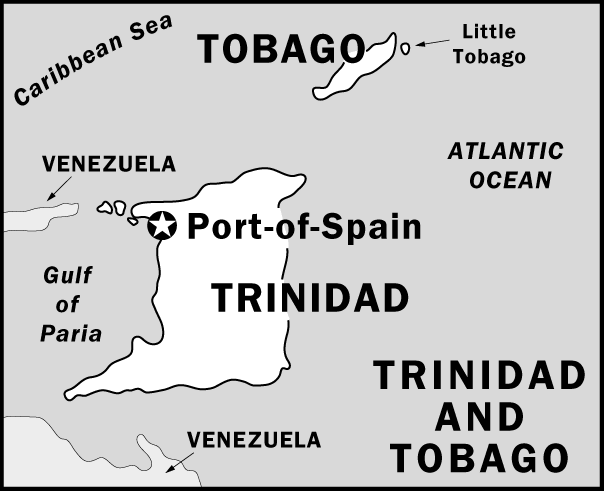 Caribbean Sea
TOBAGO
Little
Tobago
ATLANTIC
OCEAN
VENEZUELA
Port-of-Spain
Gulf
of
Paria
TRINIDAD
TRINIDAD
AND
TOBAGO
VENEZUELA